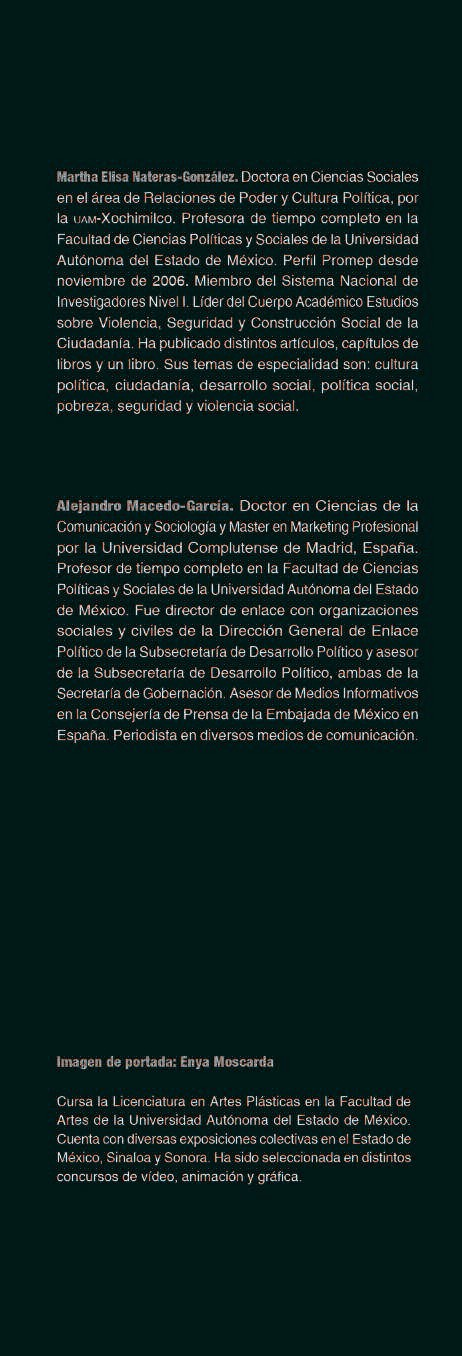 Martha Elisa Nateras-González. Doctora en Ciencias Sociales
en el área de Relaciones de Poder y Cultura Política, por
la UAM-Xochimilco. Profesora de tiempo completo en la
Facultad de Ciencias Políticas y Sociales de la Universidad
Autónoma del Estado de México. Perfil Promep desde
noviembre de 2006. Miembro del Sistema Nacional de
Investigadores Nivel I. Líder del Cuerpo Académico Estudios
sobre Violencia, Seguridad y Construcción Social de la
Ciudadanía. Ha publicado distintos artículos, capítulos de
libros y un libro. Sus temas de especialidad son: cultura
política, ciudadanía, desarrollo social, política social,
pobreza, seguridad y violencia social.
Alejandro Macedo-García. Doctor en Ciencias de la
Comunicación y Sociología y Master en Marketing Profesional
por la Universidad Complutense de Madrid, España.
Profesor de tiempo completo en la Facultad de Ciencias
Políticas y Sociales de la Universidad Autónoma del Estado
de México. Fue director de enlace con organizaciones
sociales y civiles de la Dirección General de Enlace
Político de la Subsecretaría de Desarrollo Político y asesor
de la Subsecretaría de Desarrollo Político, ambas de la
Secretaría de Gobernación. Asesor de Medios Informativos
en la Consejería de Prensa de la Embajada de México en
España. Periodista en diversos medios de comunicación.
Imagen de portada: Enya Moscarda
Cursa la Licenciatura en Artes Plásticas en la Facultad de
Artes de la Universidad Autónoma del Estado de México.
Cuenta con diversas exposiciones colectivas en el Estado de
México, Sinaloa y Sonora. Ha sido seleccionada en distintos
concursos de vídeo, animación y gráfica.